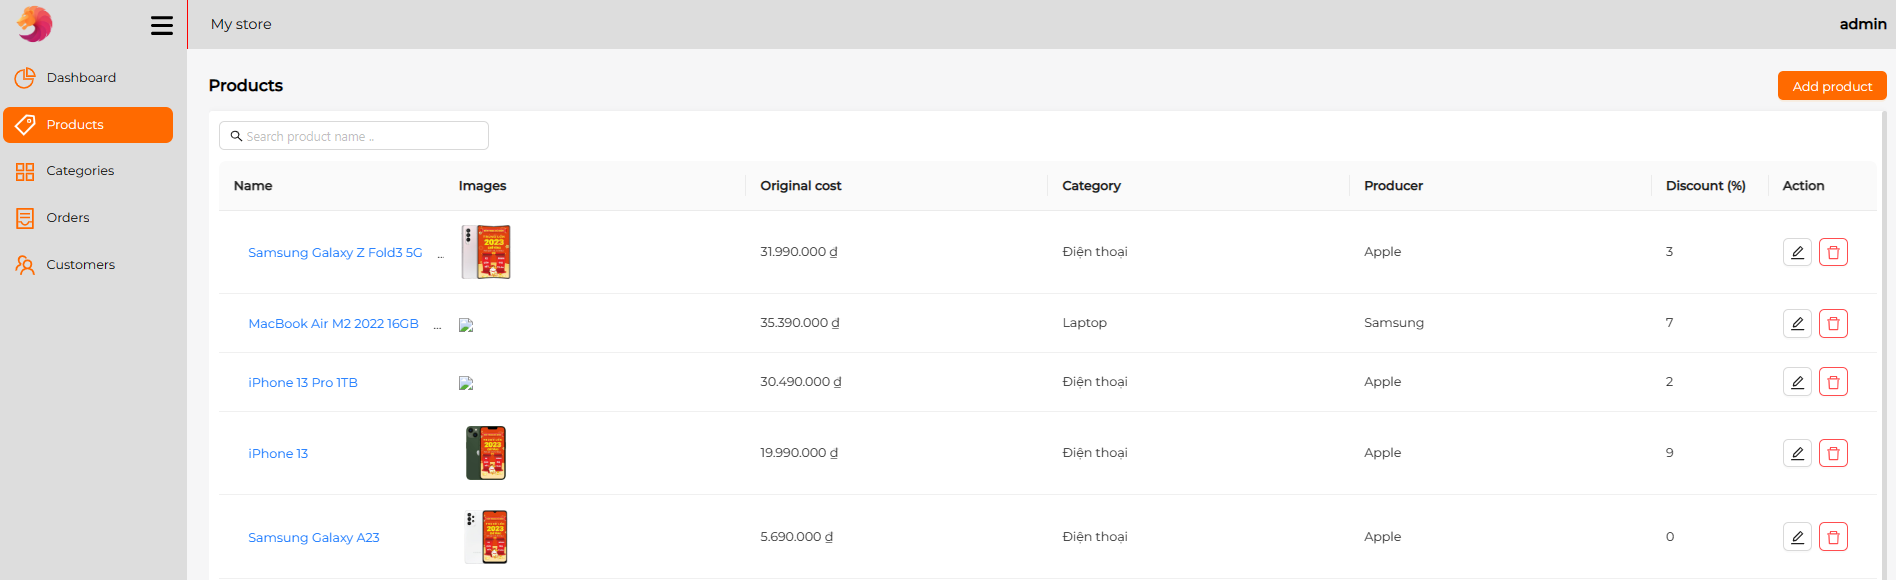 My store
admin
Dashboard
Products
Categories
Orders
Customers
Products
Add product
Search product name ..
Name Images Original cost Category Producer Discount (%) Action
Samsung Galaxy Z Fold3 5G ... 31.990.000 ₫ Điện thoại Apple 3
MacBook Air M2 2022 16GB ... 35.390.000 ₫ Laptop Samsung 7
iPhone 13 Pro 1TB 30.490.000 ₫ Điện thoại Apple 2
iPhone 13 19.990.000 ₫ Điện thoại Apple 9
Samsung Galaxy A23 5.690.000 ₫ Điện thoại Apple 0
2023
2023
2023